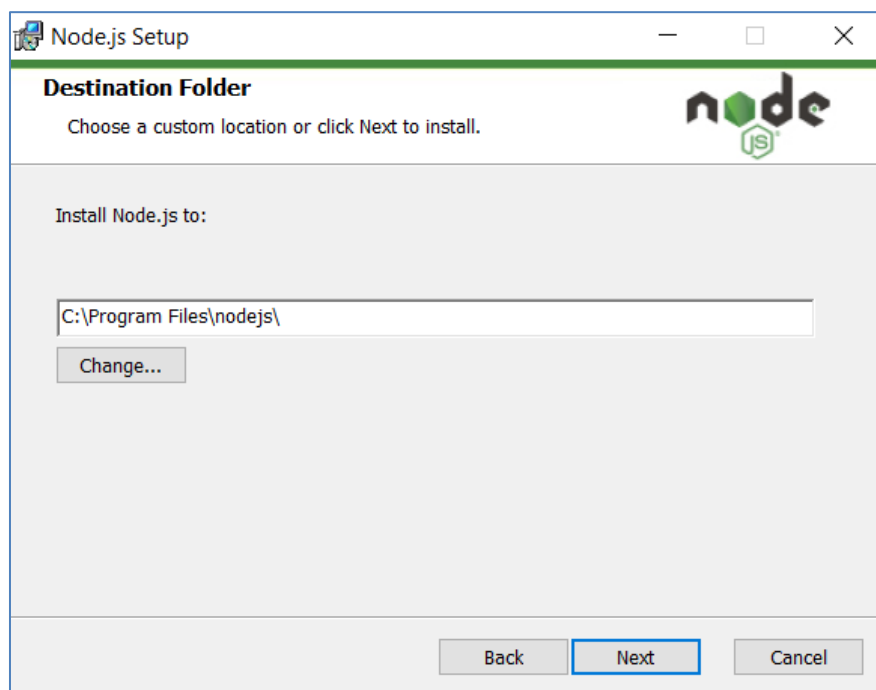 Node.js Setup
Destination Folder
Choose a custom location or click Next to install.
node
JS
Install Node.js to:
C:\Program Files\nodejs\
Change...
Back
Next
Cancel